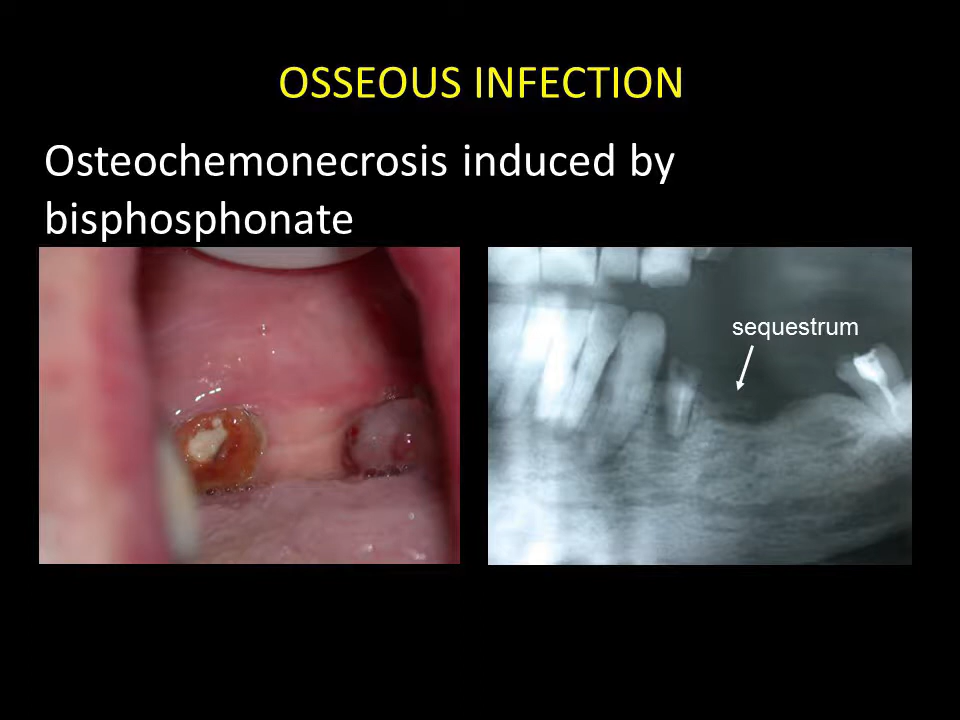 OSSEOUS INFECTION
Osteochemonecrosis induced by
bisphosphonate
sequestrum